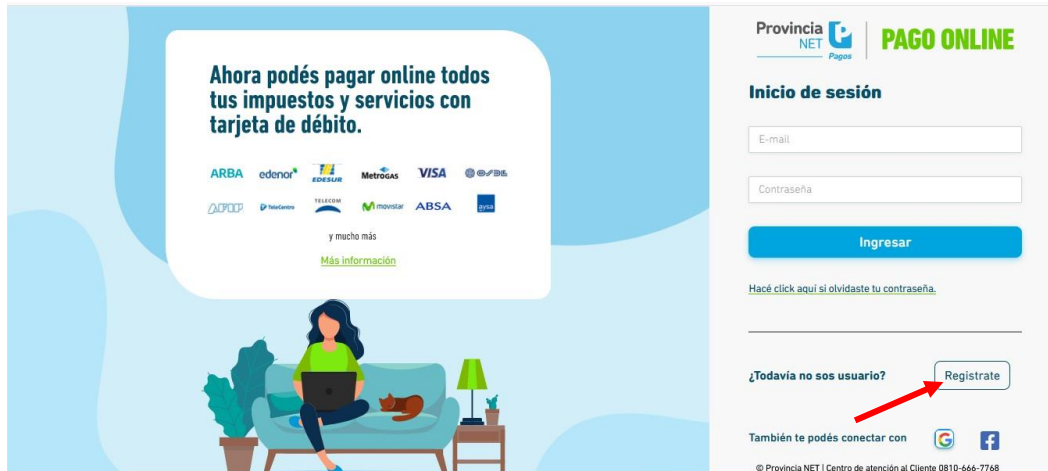 Ahora podés pagar online todos
tus impuestos y servicios con
tarjeta de débito.
ARBA edenor EDESUR MetroGAS VISA
AFIP TeleCentro TELECOM movistar ABSA aysa
y mucho más
Más información
Provincia
NET
Pagos
PAGO ONLINE
Inicio de sesión
E-mail
Contraseña
Ingresar
Hacé click aquí si olvidaste tu contraseña.
¿Todavía no sos usuario? Registrate
También te podés conectar con G f
© Provincia NET | Centro de atención al Cliente 0810-666-7768